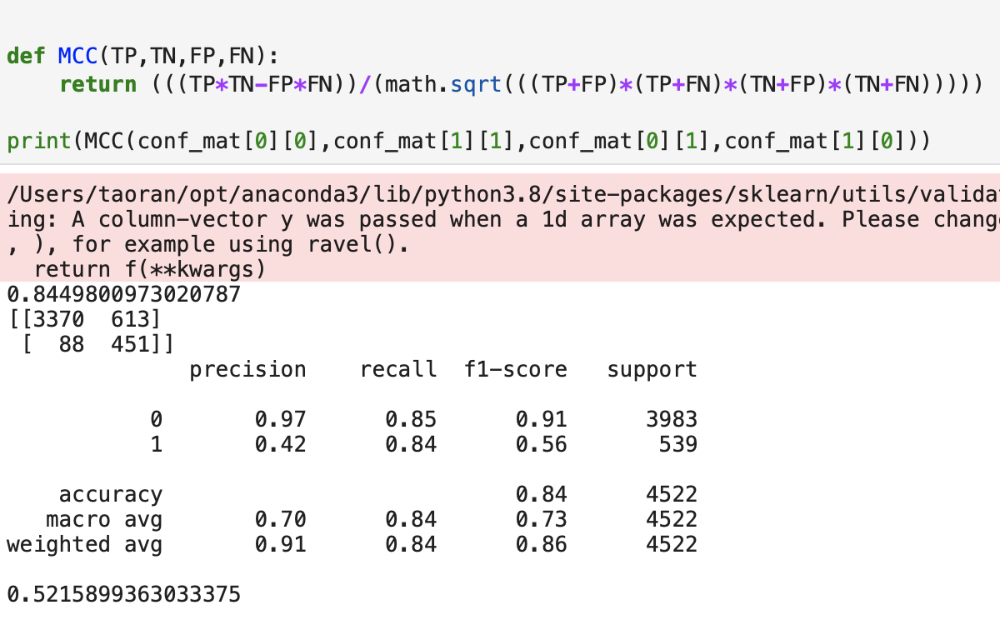 def MCC(TP,TN,FP,FN):
    return (((TP*TN-FP*FN))/(math.sqrt(((TP+FP)*(TP+FN)*(TN+FP)*(TN+FN)))))
print(MCC(conf_mat[0][0],conf_mat[1][1],conf_mat[0][1],conf_mat[1][0]))
/Users/taoran/opt/anaconda3/lib/python3.8/site-packages/sklearn/utils/valida
ing: A column-vector y was passed when a 1d array was expected. Please chang
, ), for example using ravel().
  return f(**kwargs)
0.8449800973020787
[[3370  613]
 [  88  451]]
              precision    recall  f1-score   support
           0       0.97      0.85      0.91      3983
           1       0.42      0.84      0.56       539
    accuracy                           0.84      4522
   macro avg       0.70      0.84      0.73      4522
weighted avg       0.91      0.84      0.86      4522
0.5215899363033375